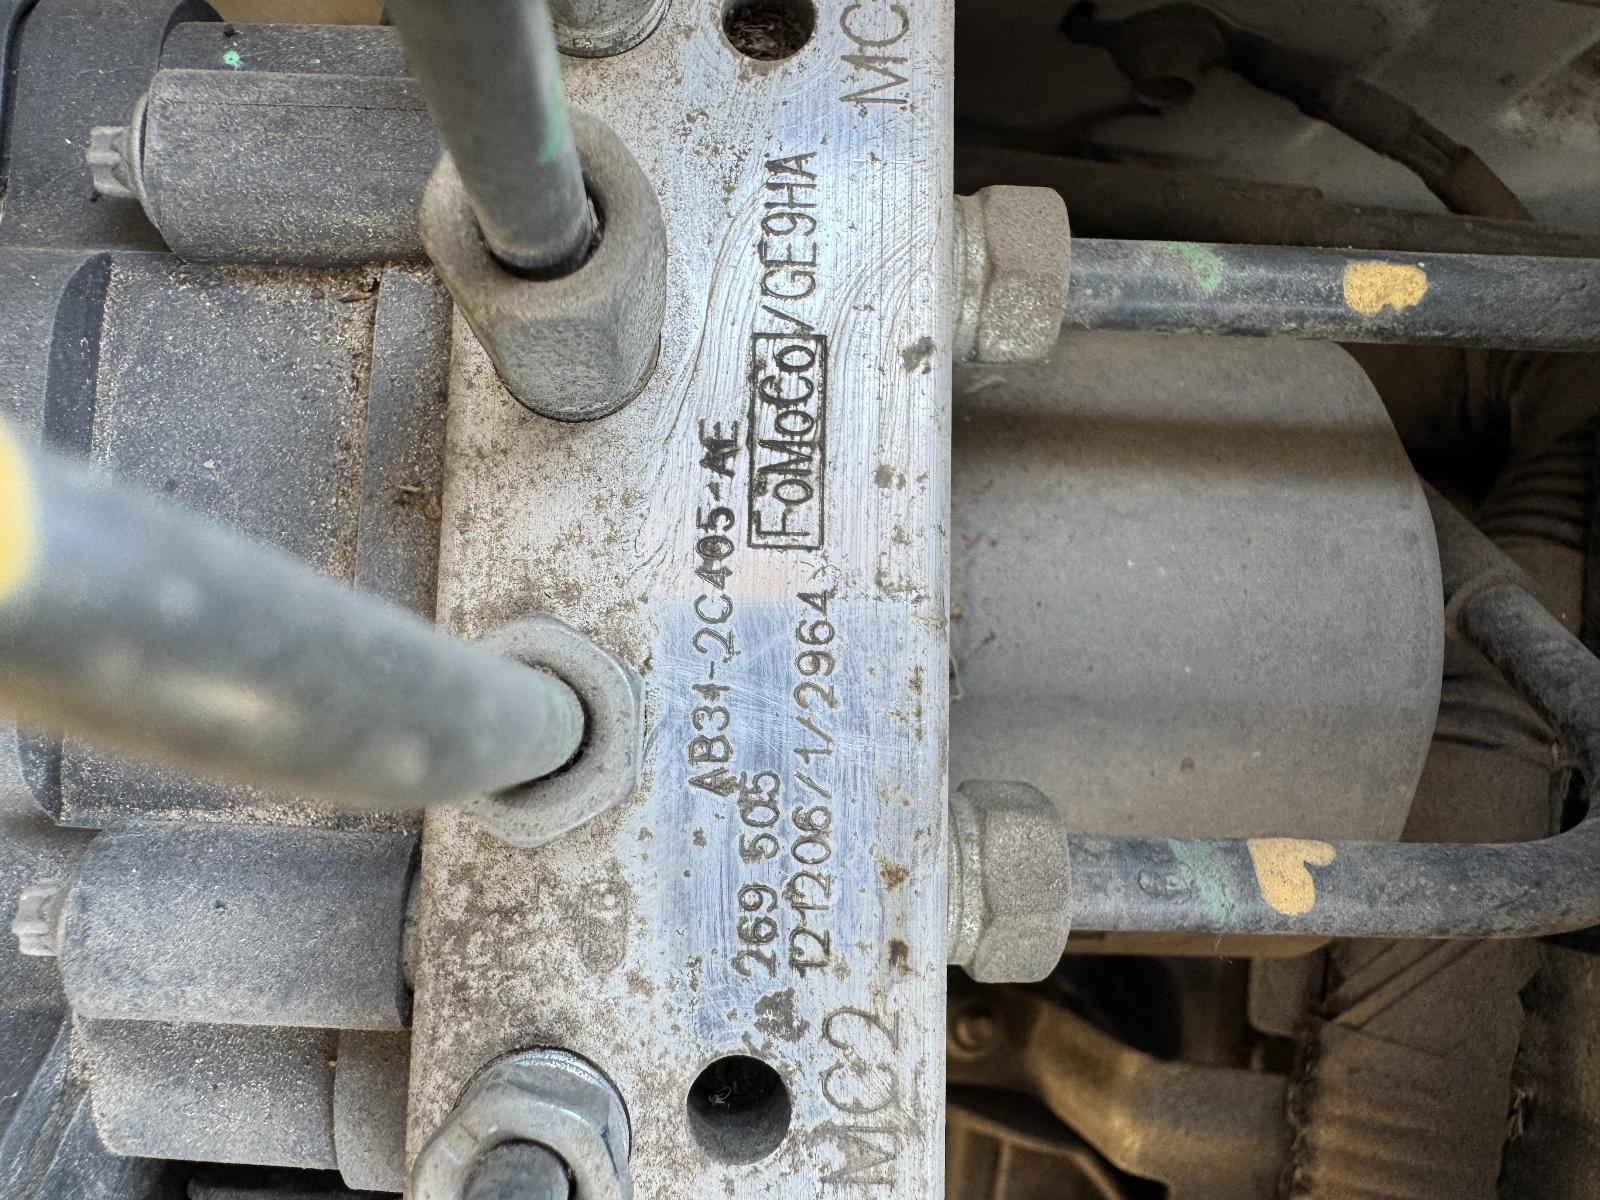 AB31-2C405-AE
269 505 FoMoCo/GE9HA
121206/1/2964
MC2
MC